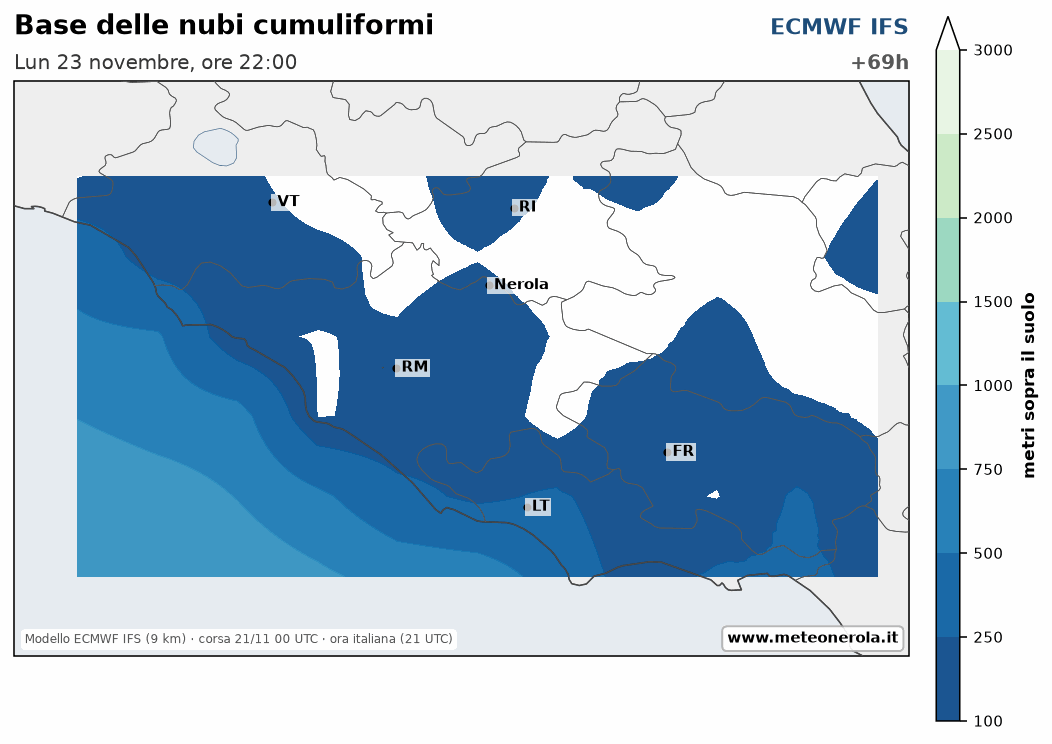 Base delle nubi cumuliformi
ECMWF IFS
Lun 23 novembre, ore 22:00
+69h
3000
2500
2000
1500
1000
750
500
250
100
metri sopra il suolo
VT
RI
Nerola
RM
FR
LT
Modello ECMWF IFS (9 km) · corsa 21/11 00 UTC · ora italiana (21 UTC)
www.meteonerola.it